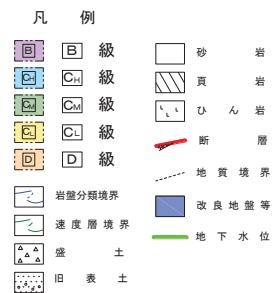 凡 例
B B 級
CH CH 級
CM CM 級
CL CL 級
D D 級
岩盤分類境界
速度層境界
盛 土
旧 表 土
砂 岩
頁 岩
ひ ん 岩
断 層
地 質 境 界
改 良 地 盤 等
地 下 水 位